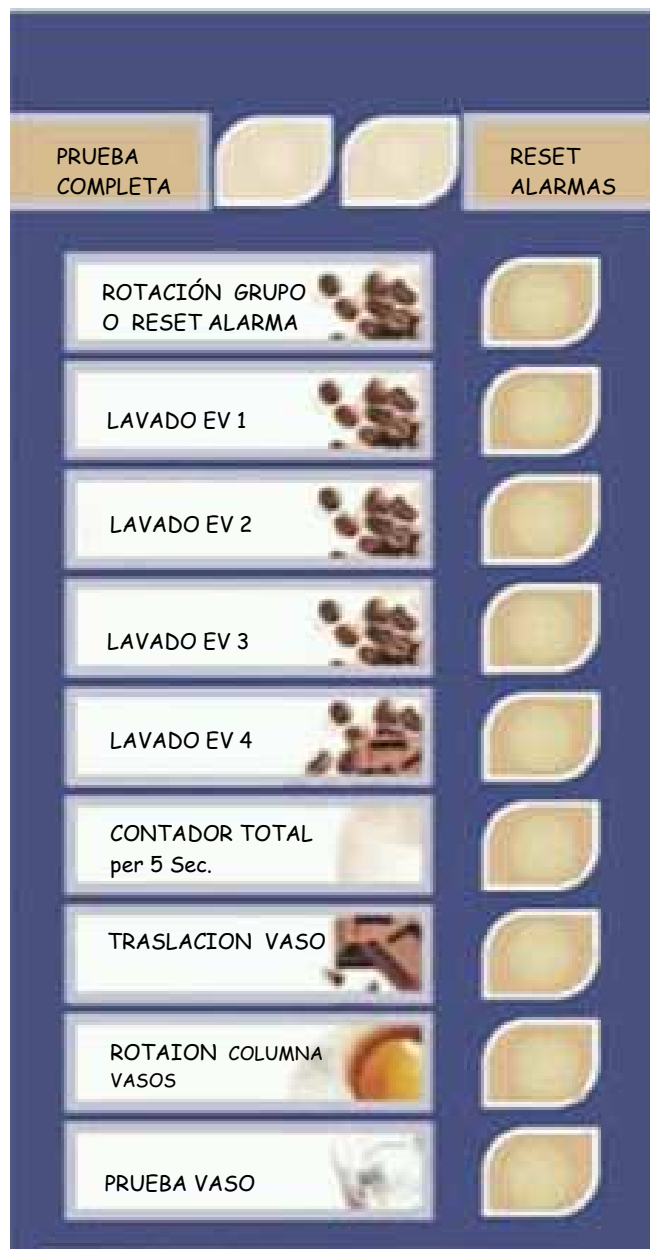 PRUEBA
COMPLETA
RESET
ALARMAS
ROTACIÓN GRUPO
O RESET ALARMA
LAVADO EV 1
LAVADO EV 2
LAVADO EV 3
LAVADO EV 4
CONTADOR TOTAL
per 5 Sec.
TRASLACION VASO
ROTAION COLUMNA
VASOS
PRUEBA VASO